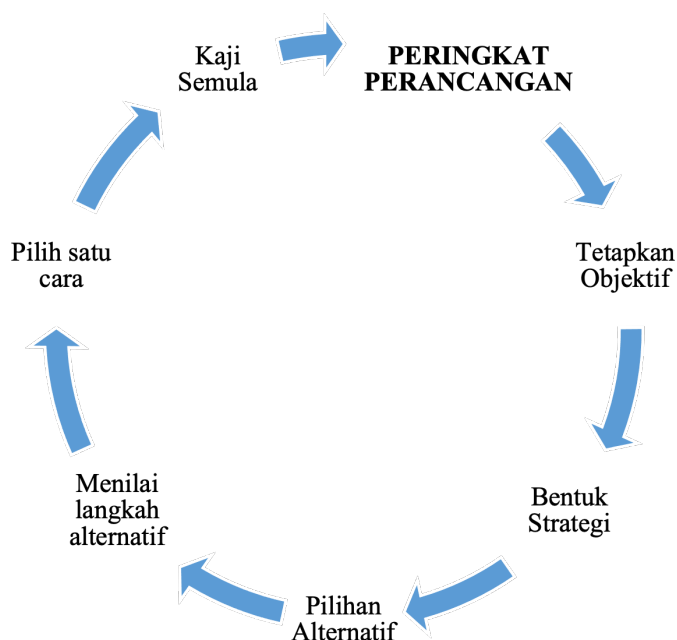 PERINGKAT
PERANCANGAN
Tetapkan
Objektif
Bentuk
Strategi
Pilihan
Alternatif
Menilai
langkah
alternatif
Pilih satu
cara
Kaji
Semula